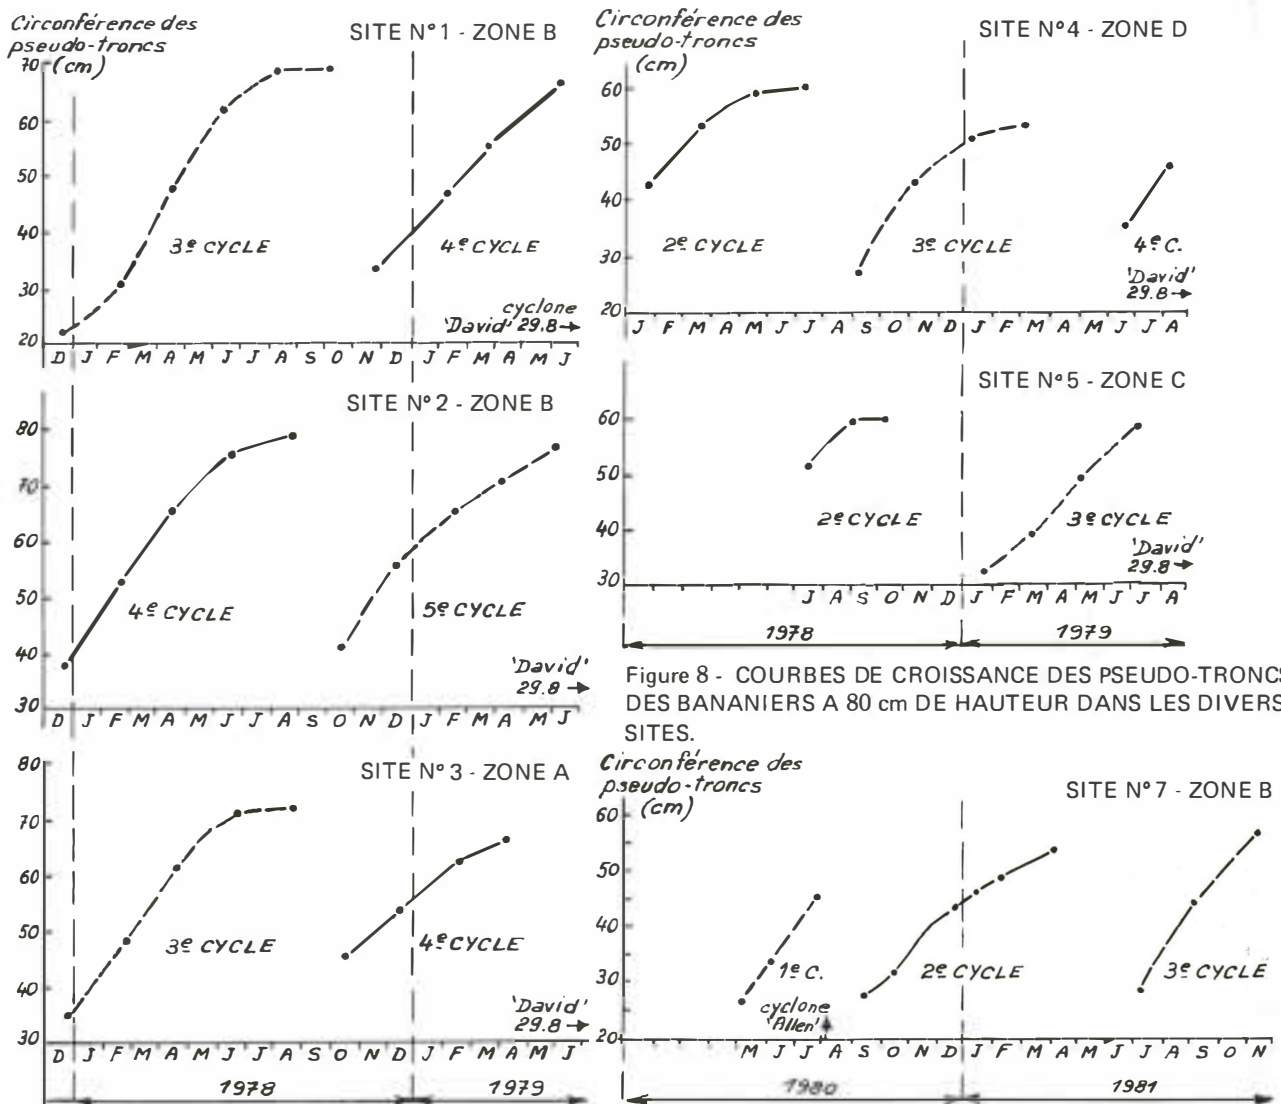 Circonférence des
pseudo-troncs
(cm)
SITE N°1 - ZONE B
70
60
50
40
30
20
3e CYCLE
4e CYCLE
cyclone
'David' 29.8 →
D J F M A M J J A S O N D J F M A M J
SITE N°2 - ZONE B
80
70
60
50
40
30
4e CYCLE
5e CYCLE
'David'
29.8 →
D J F M A M J J A S O N D J F M A M J
SITE N°3 - ZONE A
80
70
60
50
40
30
3e CYCLE
4e CYCLE
'David'
29.8 →
D J F M A M J J A S O N D J F M A M J
1978
1979
Circonférence des
pseudo-troncs
(cm)
SITE N°4 - ZONE D
60
50
40
30
20
2e CYCLE
3e CYCLE
4e C.
'David'
29.8 →
J F M A M J J A S O N D J F M A M J J A
SITE N°5 - ZONE C
60
50
40
30
2e CYCLE
3e CYCLE
'David'
29.8 →
J A S O N D J F M A M J J A
1978
1979
Figure 8 - COURBES DE CROISSANCE DES PSEUDO-TRONCS
DES BANANIERS A 80 cm DE HAUTEUR DANS LES DIVERS
SITES.
Circonférence des
pseudo-troncs
(cm)
SITE N°7 - ZONE B
60
50
40
30
20
1e C.
cyclone
'Allen'
2e CYCLE
3e CYCLE
M J J A S O N D J F M A M J J A S O N
1980
1981